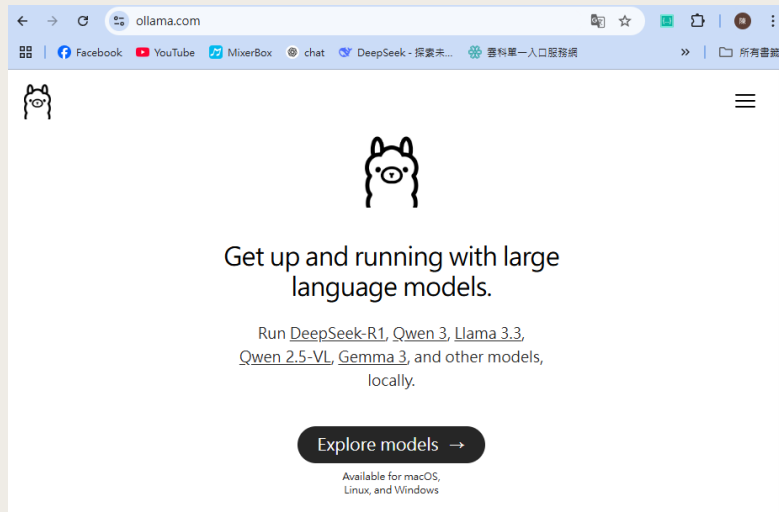 ollama.com
Facebook YouTube MixerBox chat DeepSeek - 探索未... 雲科單一入口服務網 » 所有書籤
Get up and running with large
language models.
Run DeepSeek-R1, Qwen 3, Llama 3.3,
Qwen 2.5-VL, Gemma 3, and other models,
locally.
Explore models →
Available for macOS,
Linux, and Windows